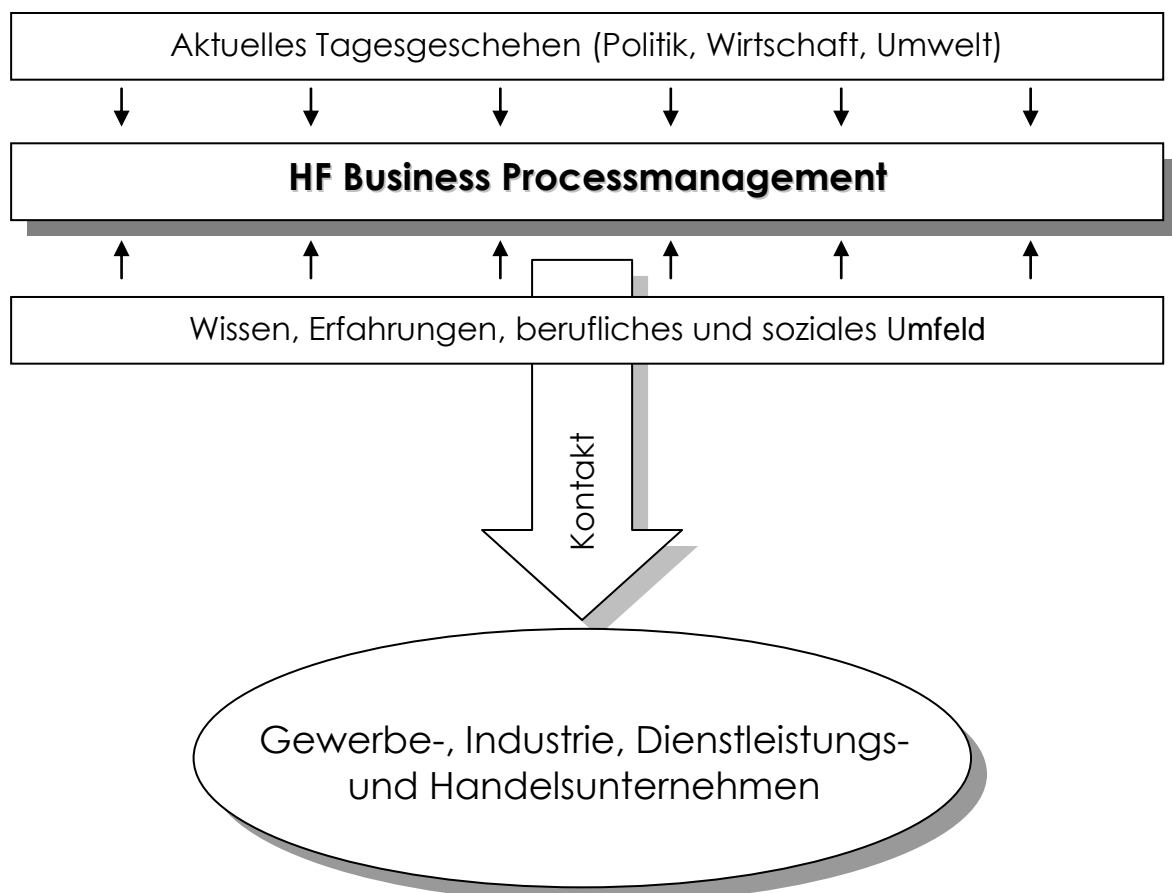 Aktuelles Tagesgeschehen (Politik, Wirtschaft, Umwelt)
HF Business Processmanagement
Wissen, Erfahrungen, berufliches und soziales Umfeld
Kontakt
Gewerbe-, Industrie, Dienstleistungs-
und Handelsunternehmen